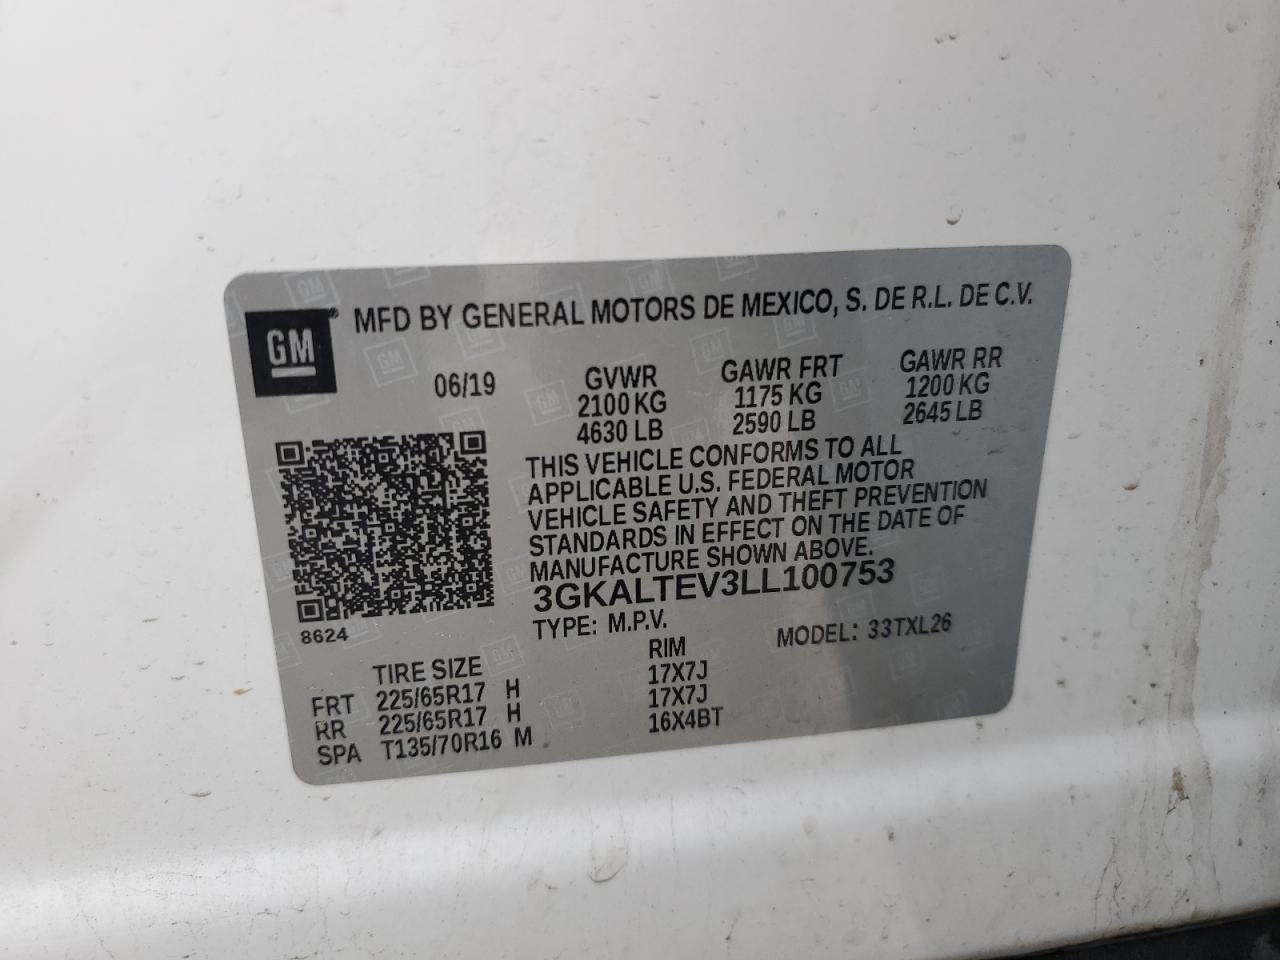 GM® MFD BY GENERAL MOTORS DE MEXICO, S. DE R.L. DE C.V.
06/19 GVWR GAWR FRT GAWR RR
2100 KG 1175 KG 1200 KG
4630 LB 2590 LB 2645 LB
THIS VEHICLE CONFORMS TO ALL
APPLICABLE U.S. FEDERAL MOTOR
VEHICLE SAFETY AND THEFT PREVENTION
STANDARDS IN EFFECT ON THE DATE OF
MANUFACTURE SHOWN ABOVE.
3GKALTEV3LL100753
8624
TYPE: M.P.V. MODEL: 33TXL26
TIRE SIZE RIM
FRT 225/65R17 H 17X7J
RR 225/65R17 H 17X7J
SPA T135/70R16 M 16X4BT